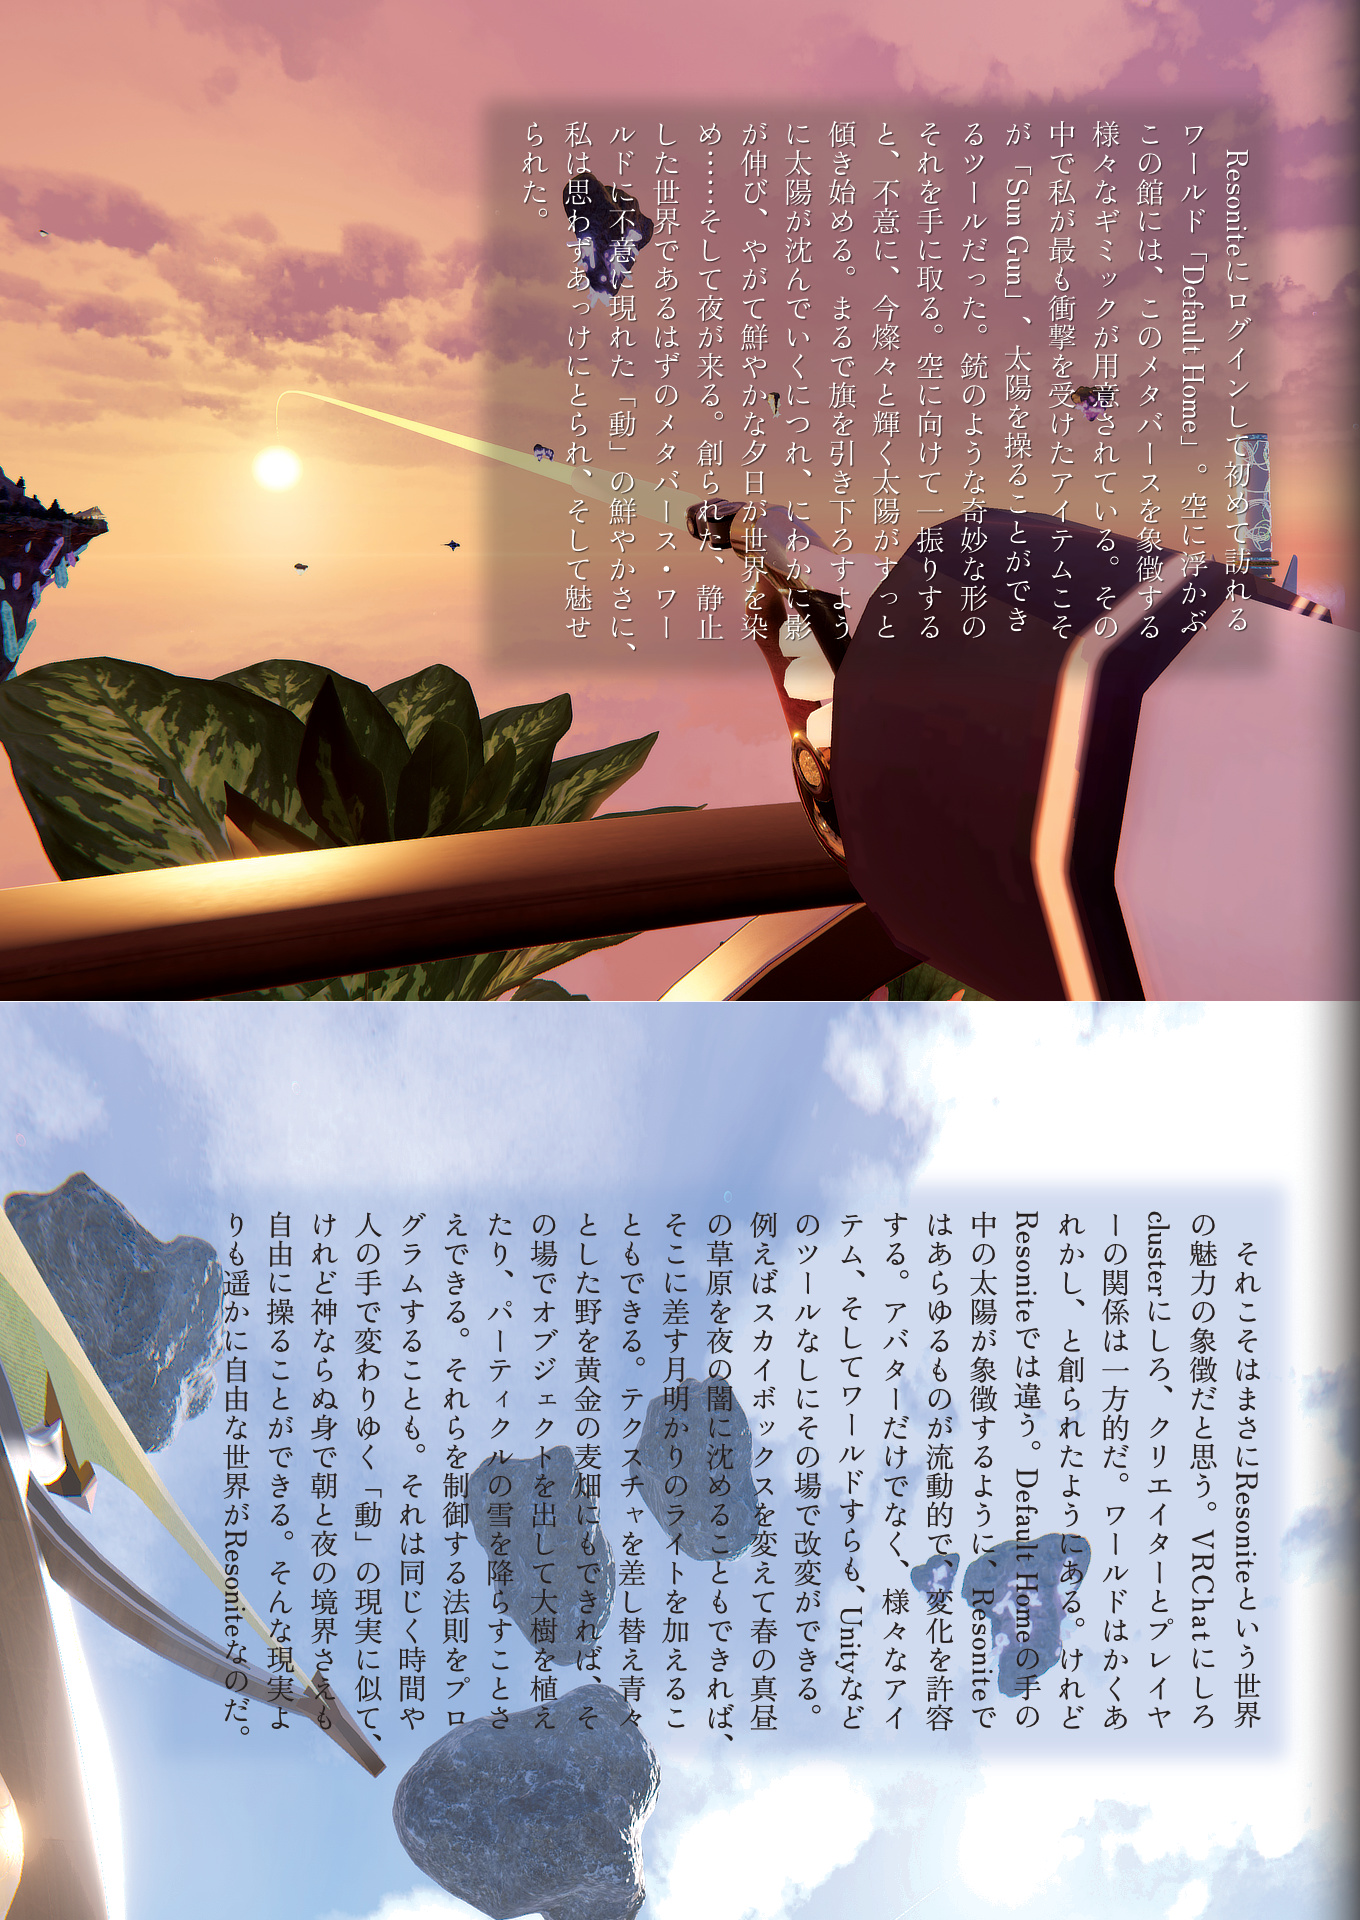 Resoniteにログインして初めて訪れる
ワールド「Default Home」。空に浮かぶ
この館には、このメタバースを象徴する
様々なギミックが用意されている。その
中で私が最も衝撃を受けたアイテムこそ
が「Sun Gun」、太陽を操ることができ
るツールだった。銃のような奇妙な形の
それを手に取る。空に向けて一振りする
と、不意に、今燦々と輝く太陽がすっと
傾き始める。まるで旗を引き下ろすよう
に太陽が沈んでいくにつれ、にわかに影
が伸び、やがて鮮やかな夕日が世界を染
め……そして夜が来る。創られた、静止
した世界であるはずのメタバース・ワー
ルドに不意に現れた「動」の鮮やかさに、
私は思わずあっけにとられ、そして魅せ
られた。
それこそはまさにResoniteという世界
の魅力の象徴だと思う。VRChatにしろ
clusterにしろ、クリエイターとプレイヤ
ーの関係は一方的だ。ワールドはかくあ
れかし、と創られたようにある。けれど
Resoniteでは違う。Default Homeの手の
中の太陽が象徴するように、Resoniteで
はあらゆるものが流動的で、変化を許容
する。アバターだけでなく、様々なアイ
テム、そしてワールドすらも、Unityなど
のツールなしにその場で改変ができる。
例えばスカイボックスを変えて春の真昼
の草原を夜の闇に沈めることもできれば、
そこに差す月明かりのライトを加えるこ
ともできる。テクスチャを差し替え青々
とした野を黄金の麦畑にもできれば、そ
の場でオブジェクトを出して大樹を植え
たり、パーティクルの雪を降らすことさ
えできる。それらを制御する法則をプロ
グラムすることも。それは同じく時間や
人の手で変わりゆく「動」の現実に似て、
けれど神ならぬ身で朝と夜の境界さえも
自由に操ることができる。そんな現実よ
りも遥かに自由な世界がResoniteなのだ。